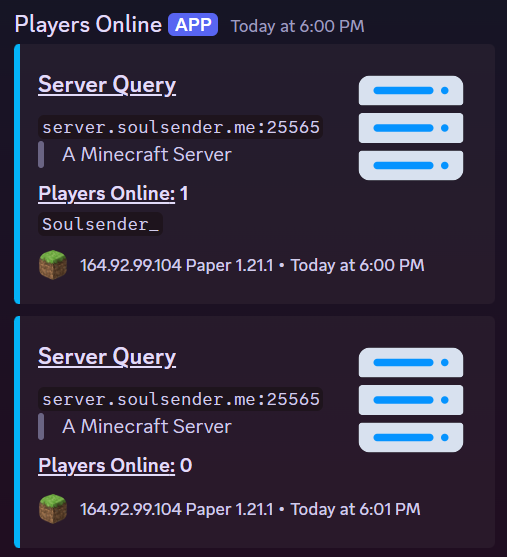 Players Online APP Today at 6:00 PM
Server Query
server.soulsender.me:25565
A Minecraft Server
Players Online: 1
Soulsender_
164.92.99.104 Paper 1.21.1 • Today at 6:00 PM
Server Query
server.soulsender.me:25565
A Minecraft Server
Players Online: 0
164.92.99.104 Paper 1.21.1 • Today at 6:01 PM